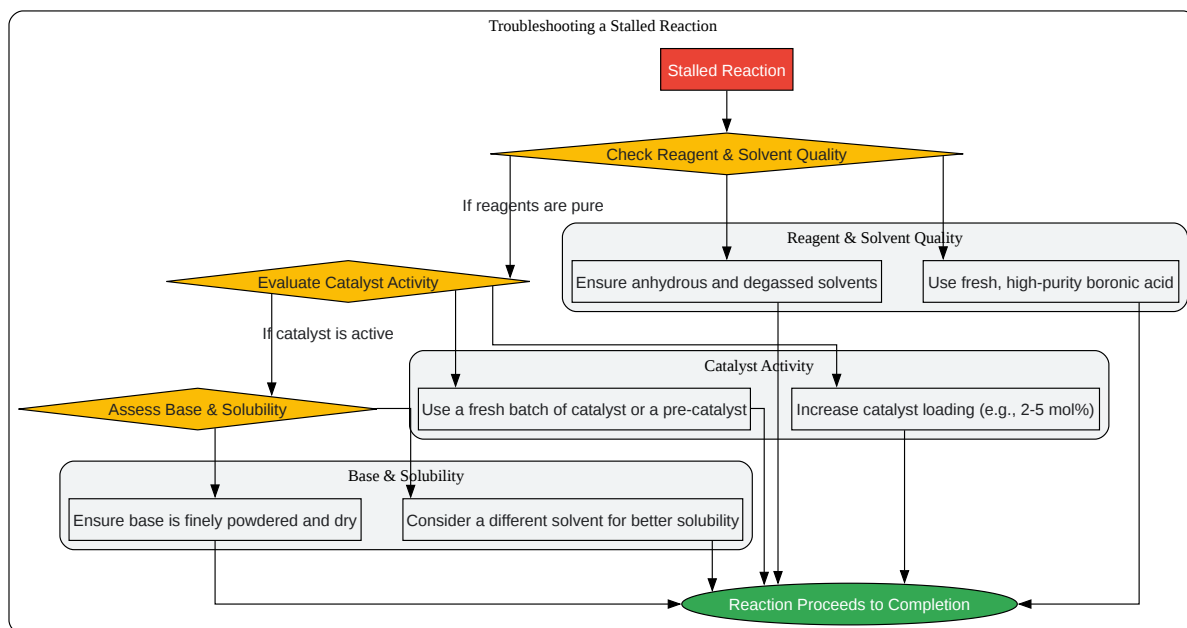 Troubleshooting a Stalled Reaction
Stalled Reaction
Check Reagent & Solvent Quality
If reagents are pure
Reagent & Solvent Quality
Evaluate Catalyst Activity
Ensure anhydrous and degassed solvents
Use fresh, high-purity boronic acid
If catalyst is active
Catalyst Activity
Assess Base & Solubility
Use a fresh batch of catalyst or a pre-catalyst
Increase catalyst loading (e.g., 2-5 mol%)
Base & Solubility
Ensure base is finely powdered and dry
Consider a different solvent for better solubility
Reaction Proceeds to Completion